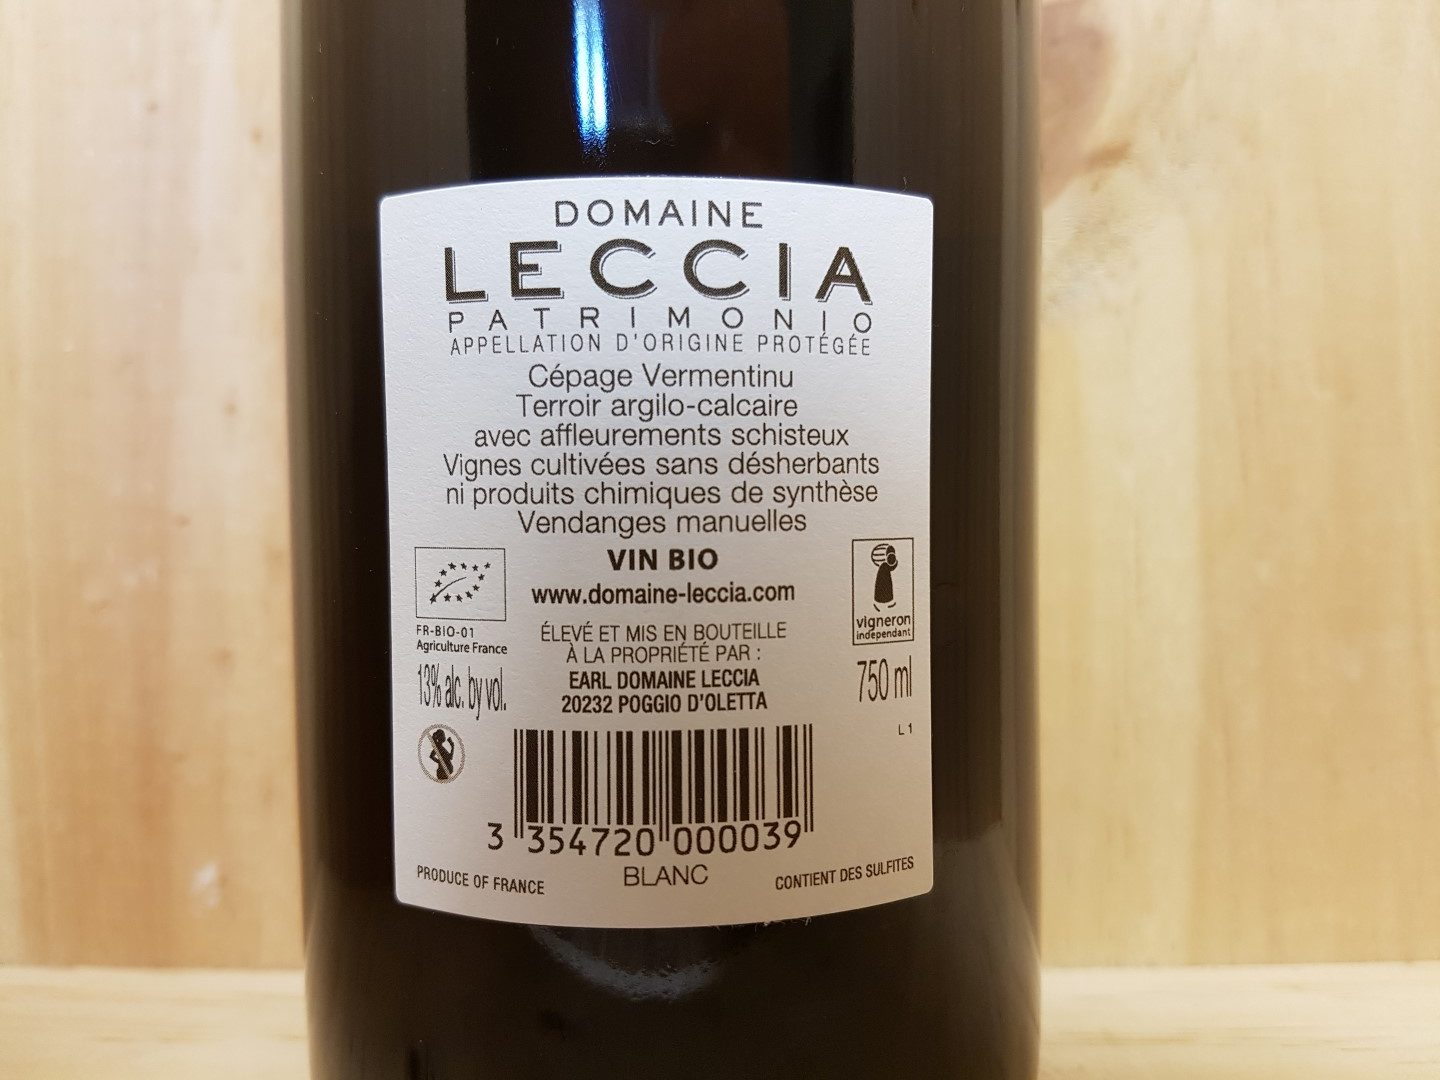 DOMAINE
LECCIA
PATRIMONIO
APPELLATION D'ORIGINE PROTÉGÉE
Cépage Vermentinu
Terroir argilo-calcaire
avec affleurements schisteux
Vignes cultivées sans désherbants
ni produits chimiques de synthèse
Vendanges manuelles
VIN BIO
www.domaine-leccia.com
FR-BIO-01
Agriculture France
13% alc. by vol.
ÉLEVÉ ET MIS EN BOUTEILLE
À LA PROPRIÉTÉ PAR :
EARL DOMAINE LECCIA
20232 POGGIO D'OLETTA
vigneron
indépendant
750 ml
L 1
3 354720 000039
PRODUCE OF FRANCE
BLANC
CONTIENT DES SULFITES